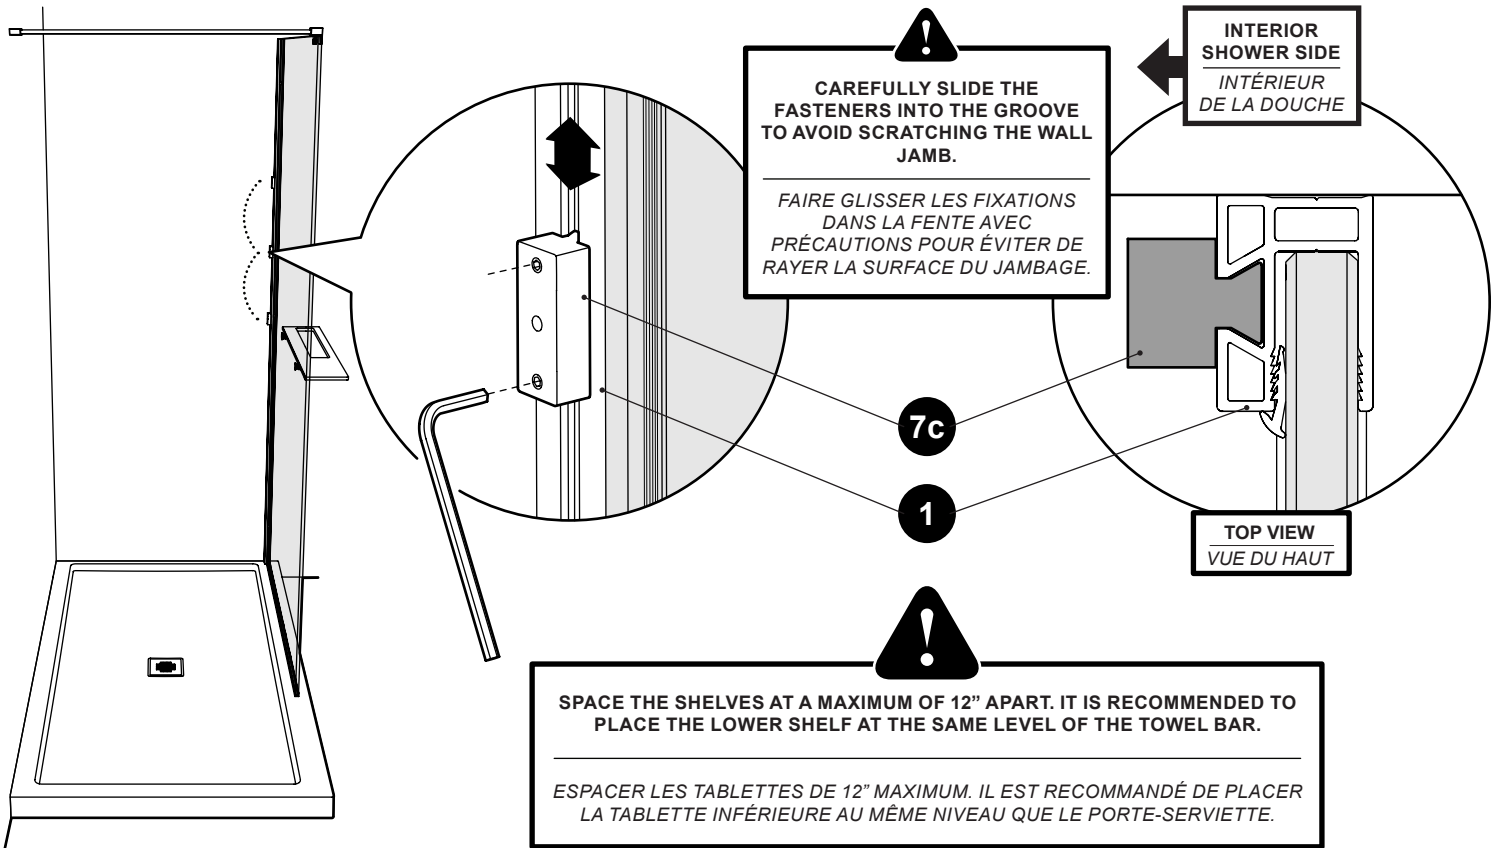 CAREFULLY SLIDE THE
FASTENERS INTO THE GROOVE
TO AVOID SCRATCHING THE WALL
JAMB.
FAIRE GLISSER LES FIXATIONS
DANS LA FENTE AVEC
PRÉCAUTIONS POUR ÉVITER DE
RAYER LA SURFACE DU JAMBAGE.
INTERIOR
SHOWER SIDE
INTÉRIEUR
DE LA DOUCHE
7c
1
TOP VIEW
VUE DU HAUT
SPACE THE SHELVES AT A MAXIMUM OF 12” APART. IT IS RECOMMENDED TO
PLACE THE LOWER SHELF AT THE SAME LEVEL OF THE TOWEL BAR.
ESPACER LES TABLETTES DE 12” MAXIMUM. IL EST RECOMMANDÉ DE PLACER
LA TABLETTE INFÉRIEURE AU MÊME NIVEAU QUE LE PORTE-SERVIETTE.